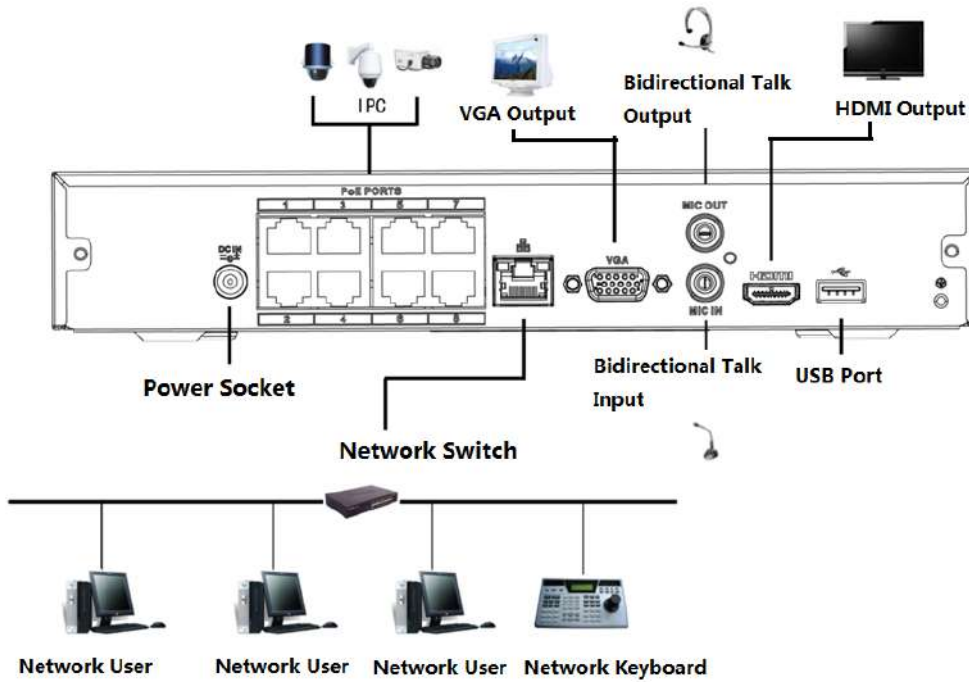 IPC
VGA Output
Bidirectional Talk
Output
HDMI Output
PoE PORTS
1 3 5 7
MIC OUT
DC IN
VGA
HDMI
2 4 6 8
MIC IN
Power Socket
Bidirectional Talk
Input
USB Port
Network Switch
Network User
Network User
Network User
Network Keyboard